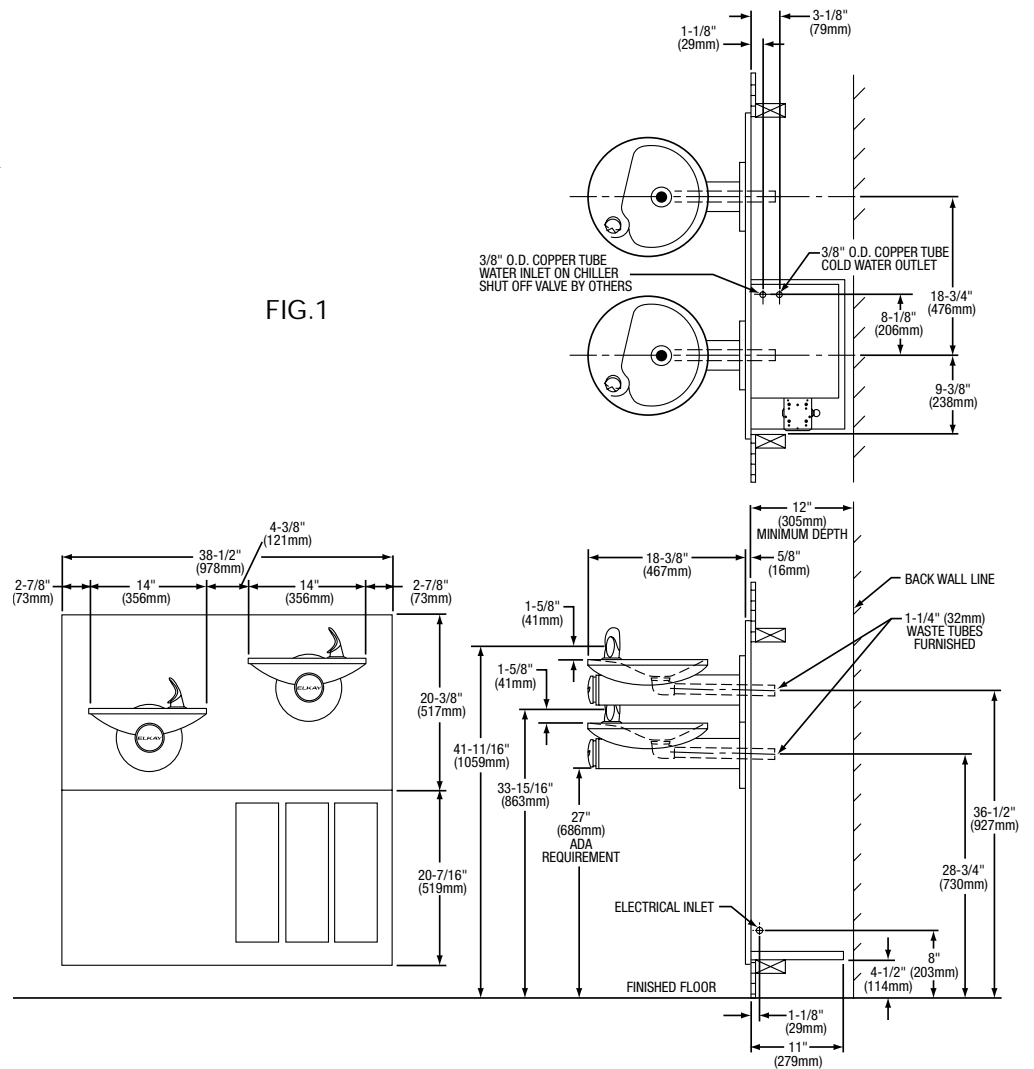 3-1/8"
(79mm)
1-1/8"
(29mm)
3/8" O.D. COPPER TUBE
WATER INLET ON CHILLER
SHUT OFF VALVE BY OTHERS
3/8" O.D. COPPER TUBE
COLD WATER OUTLET
FIG.1
18-3/4"
(476mm)
8-1/8"
(206mm)
9-3/8"
(238mm)
12"
(305mm)
MINIMUM DEPTH
4-3/8"
(121mm)
38-1/2"
(978mm)
18-3/8"
(467mm)
5/8"
(16mm)
2-7/8"
(73mm)
14"
(356mm)
14"
(356mm)
2-7/8"
(73mm)
BACK WALL LINE
1-5/8"
(41mm)
1-1/4" (32mm)
WASTE TUBES
FURNISHED
1-5/8"
(41mm)
ELKAY
ELKAY
20-3/8"
(517mm)
41-11/16"
(1059mm)
33-15/16"
(863mm)
27"
(686mm)
ADA
REQUIREMENT
36-1/2"
(927mm)
28-3/4"
(730mm)
20-7/16"
(519mm)
ELECTRICAL INLET
8"
(203mm)
4-1/2"
(114mm)
FINISHED FLOOR
1-1/8"
(29mm)
11"
(279mm)